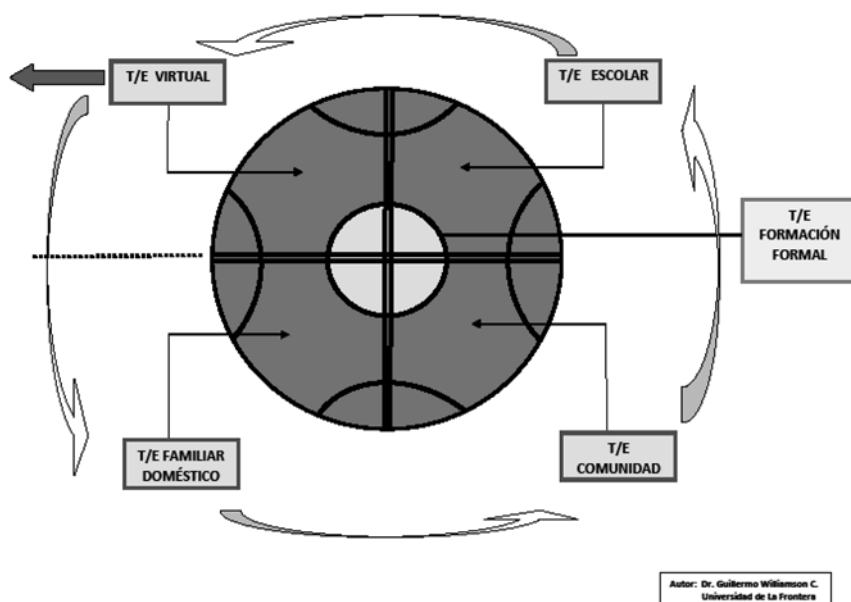 T/E VIRTUAL
T/E ESCOLAR
T/E
FORMACIÓN
FORMAL
T/E FAMILIAR
DOMÉSTICO
T/E
COMUNIDAD
Autor: Dr. Guillermo Williamson C.
Universidad de La Frontera